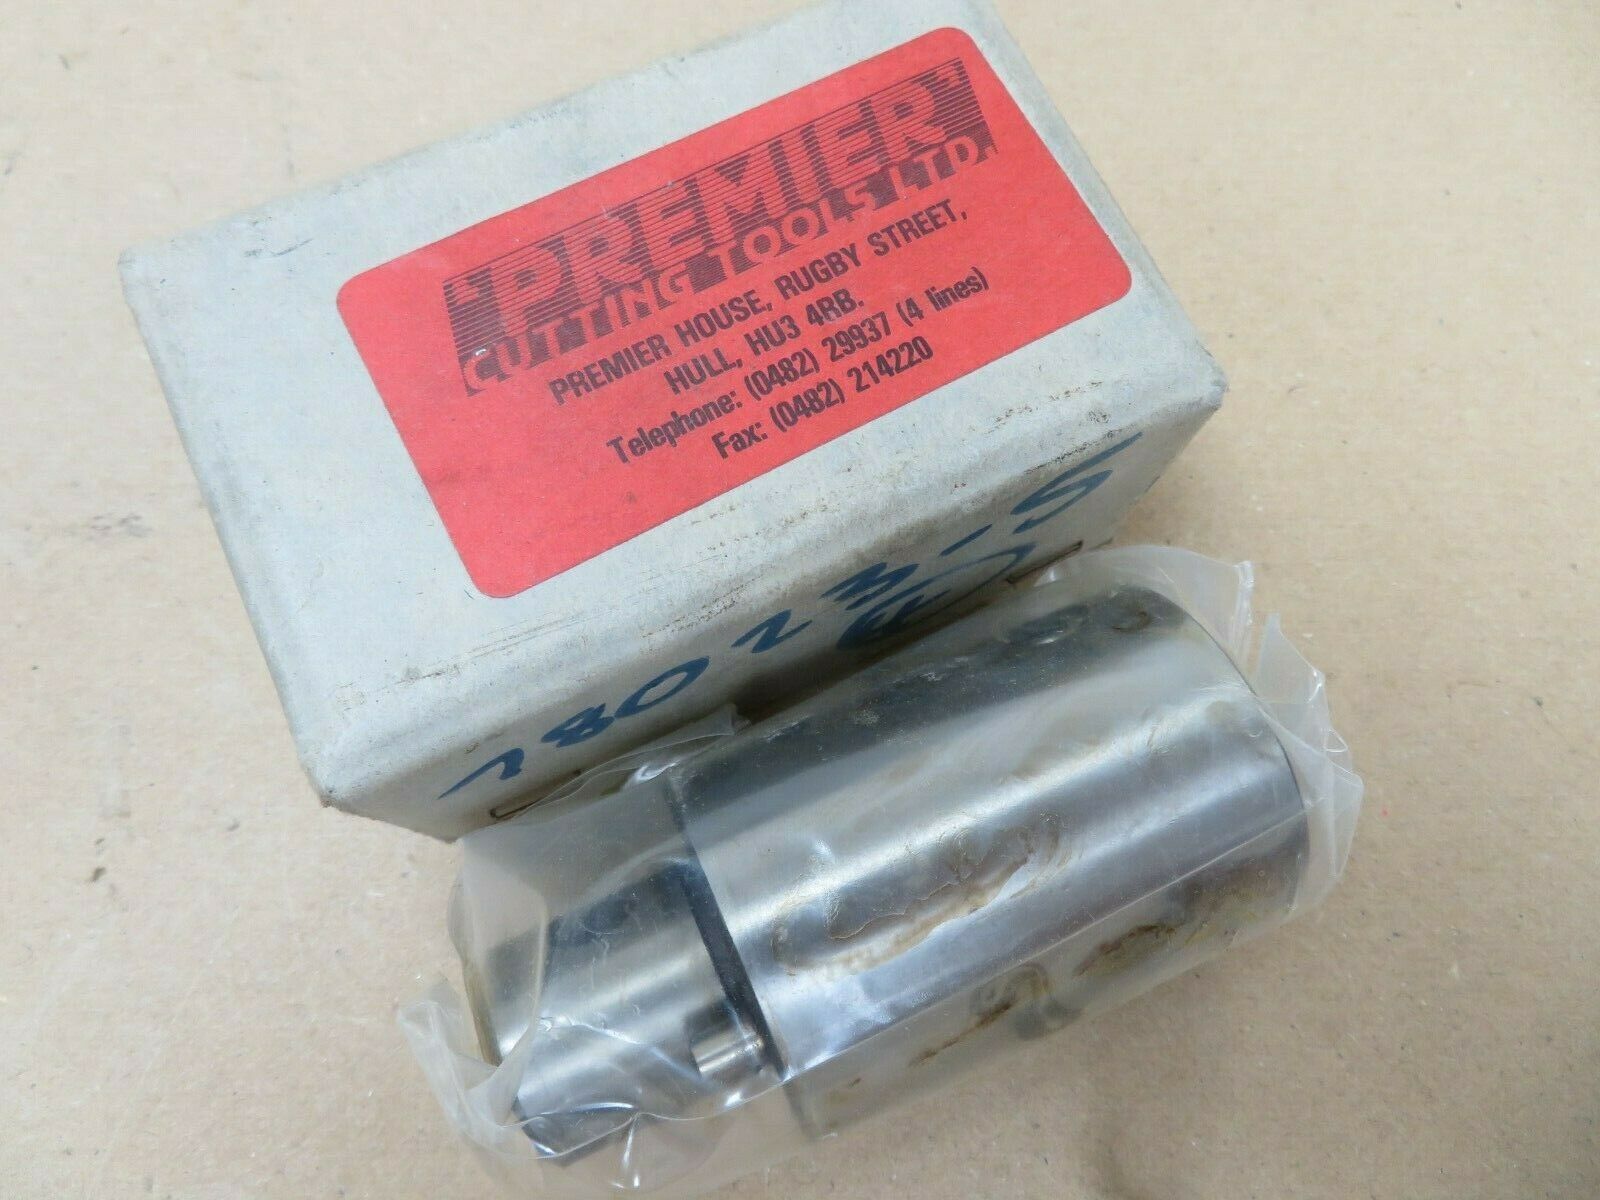 "PREMIER"
CUTTING TOOLS LTD.
PREMIER HOUSE, RUGBY STREET,
HULL, HU3 4RB.
Telephone: (0482) 29937 (4 lines)
Fax: (0482) 214220
78023-5